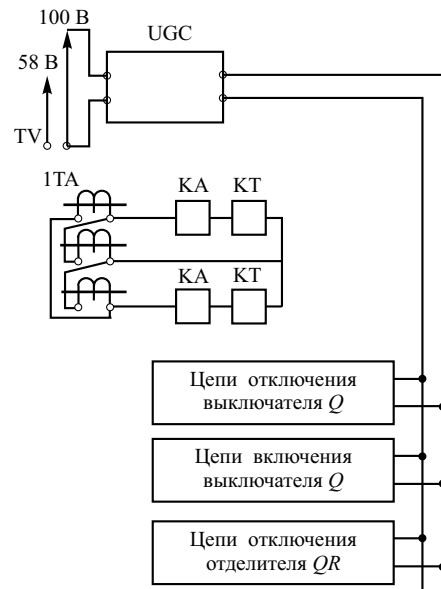 100 В
UGC
58 В
TV
1TA
KA KT
KA KT
Цепи отключения
выключателя Q
Цепи включения
выключателя Q
Цепи отключения
отделителя QR